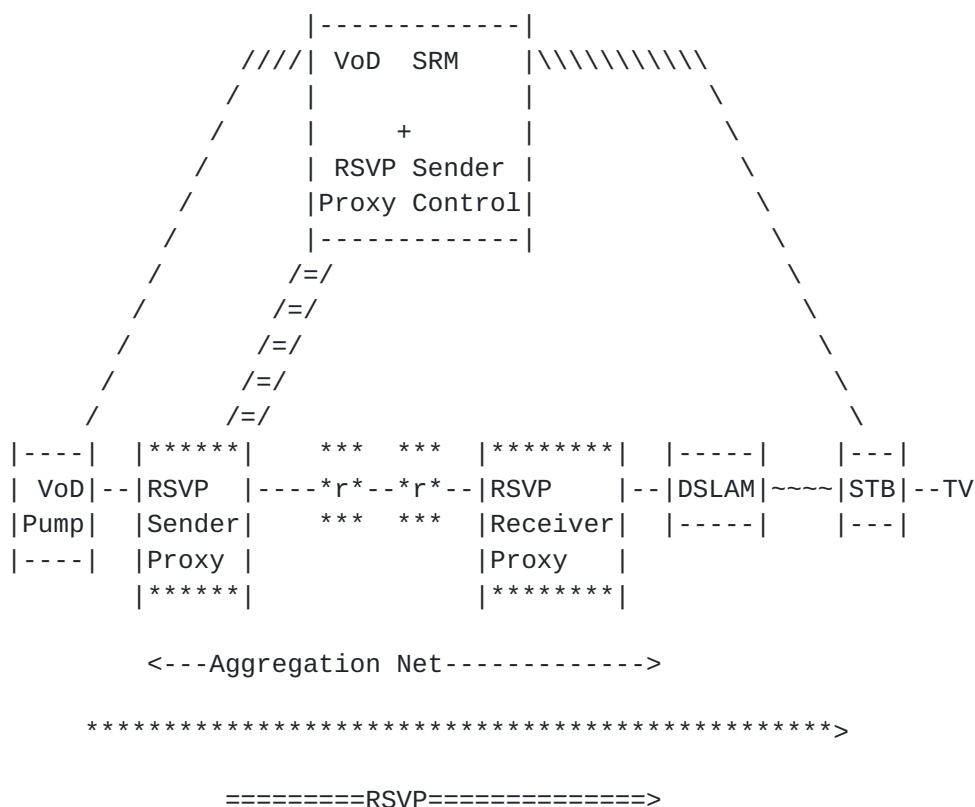 |-------------|
               ////| VoD  SRM    |\\\\\\\\\\\
              /    |             |           \
             /     |     +       |            \
            /      | RSVP Sender |             \
           /       |Proxy Control|              \
          /        |-------------|               \
         /        /=/                             \
        /        /=/                               \
       /        /=/                                 \
      /        /=/                                   \
     /        /=/                                     \
|----|  |******|    ***  ***  |********|  |-----|    |---|
| VoD|--|RSVP  |----*r*--*r*--|RSVP    |--|DSLAM|~~~~|STB|--TV
|Pump|  |Sender|    ***  ***  |Receiver|  |-----|    |---|
|----|  |Proxy |              |Proxy   |
        |******|              |********|
         <---Aggregation Net------------->
     ************************************************>
              =========RSVP==============>